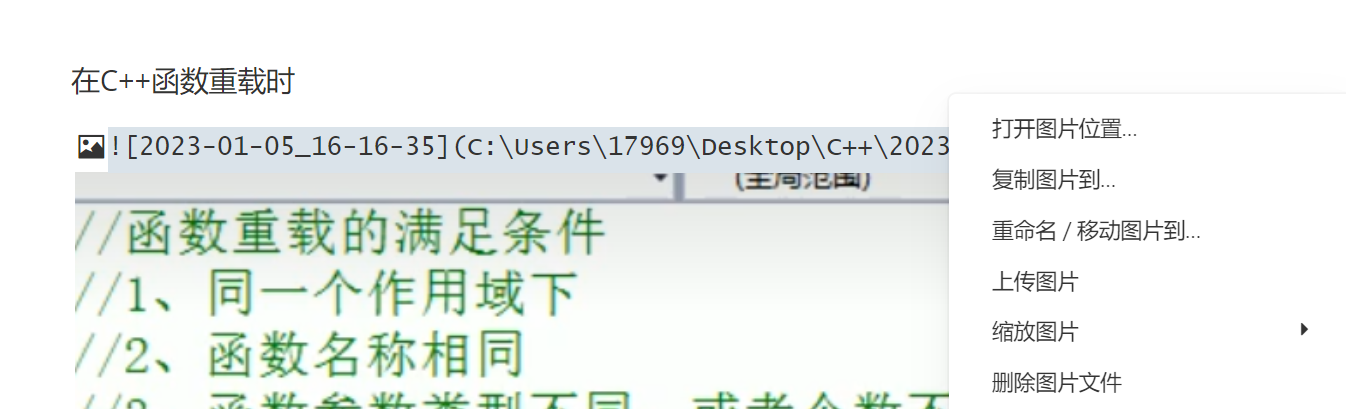 在C++函数重载时
![2023-01-05_16-16-35](C:\Users\17969\Desktop\C++\2023
(全局范围)
//函数重载的满足条件
//1、同一个作用域下
//2、函数名称相同
//3、函数参数类型不同，或者个数不
打开图片位置...
复制图片到...
重命名 / 移动图片到...
上传图片
缩放图片
删除图片文件